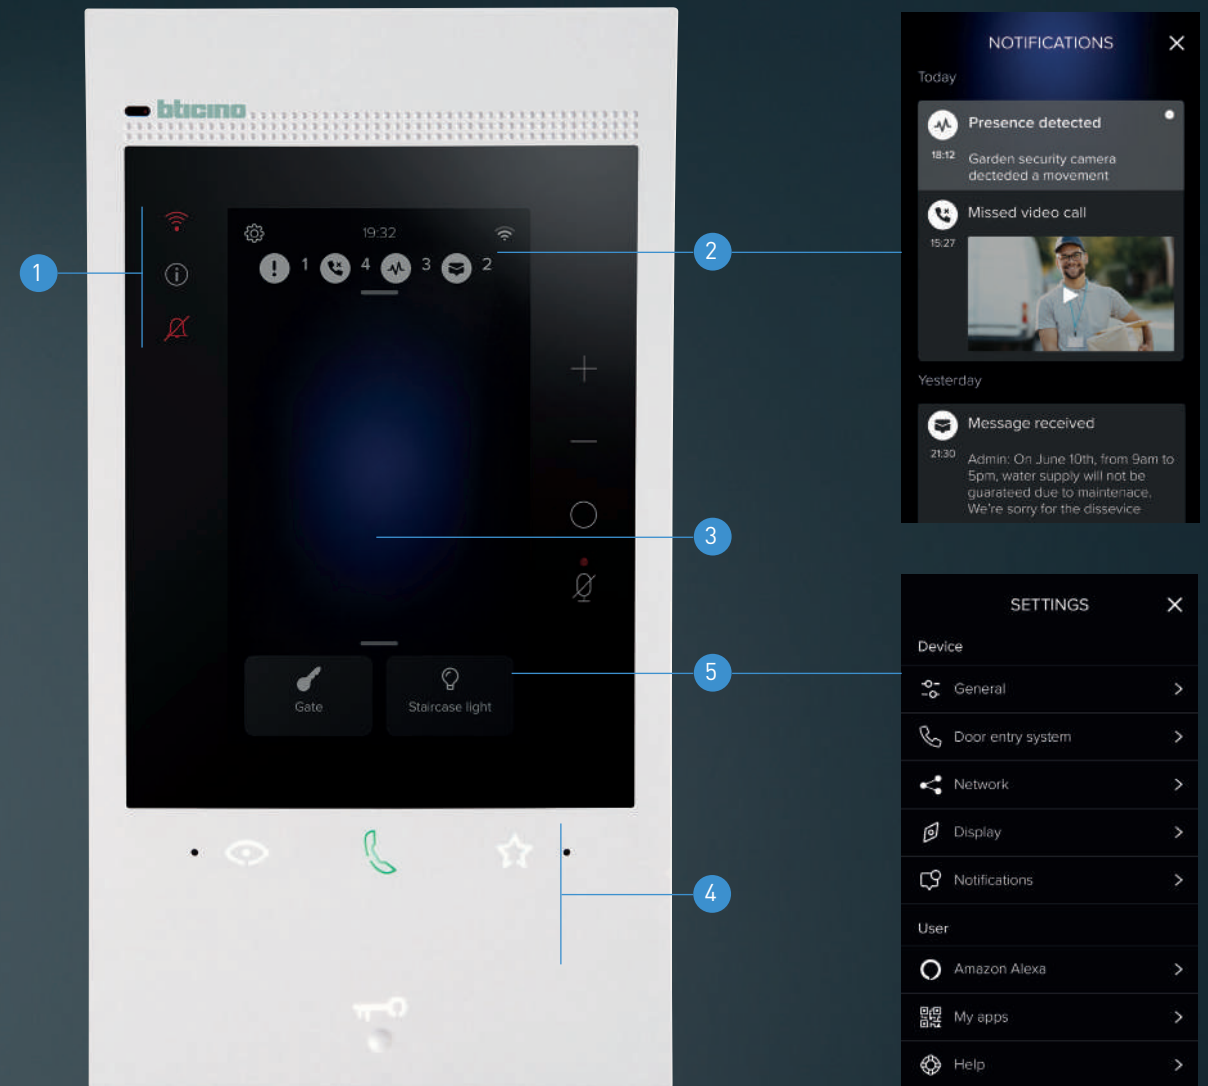 bticino
19:32
1 4 3 2
Gate
Staircase light
1
2
3
5
4
NOTIFICATIONS
Today
Presence detected
18:12
Garden security camera
decteded a movement
Missed video call
15:27
Yesterday
Message received
21:30
Admin: On June 10th, from 9am to
5pm, water supply will not be
guarateed due to maintenace.
We're sorry for the dissevice
SETTINGS
Device
General
Door entry system
Network
Display
Notifications
User
Amazon Alexa
My apps
Help